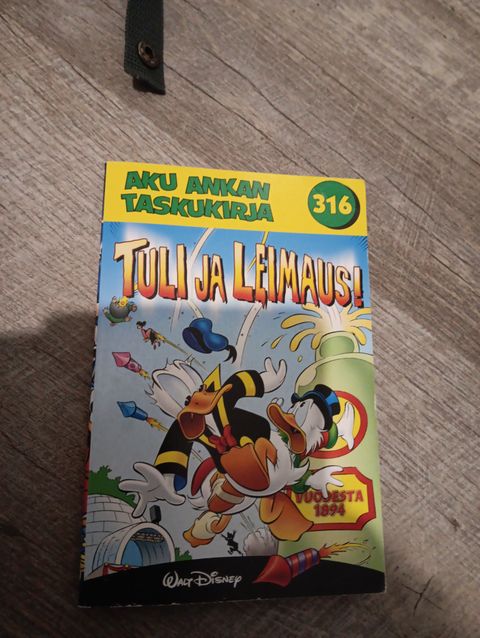 AKU ANKAN
TASKUKIRJA
316
TULI JA LEIMAUS!
VUODESTA
1894
WALT DISNEY